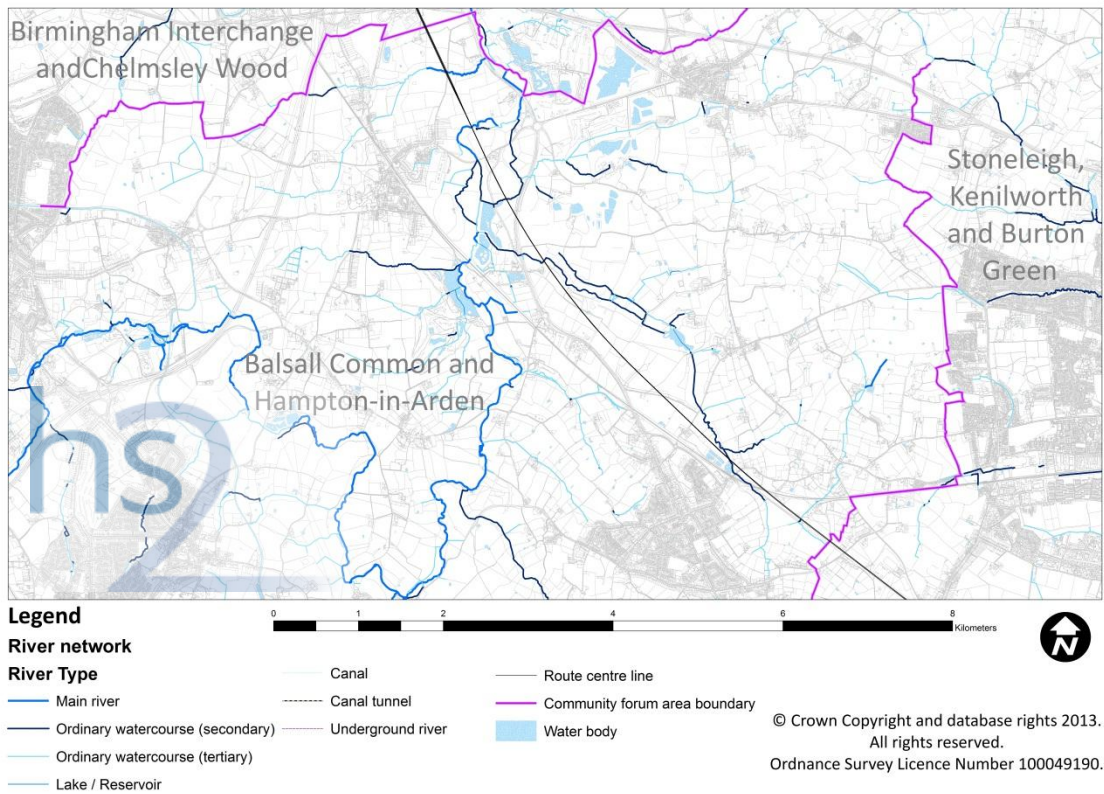 Birmingham Interchange
andChelmsley Wood
Stoneleigh,
Kenilworth
and Burton
Green
Balsall Common and
Hampton-in-Arden
hs2
Legend
River network
River Type
Main river
Ordinary watercourse (secondary)
Ordinary watercourse (tertiary)
Lake / Reservoir
Canal
Canal tunnel
Underground river
Route centre line
Community forum area boundary
Water body
0 1 2 4 6 8
Kilometers
N
© Crown Copyright and database rights 2013.
All rights reserved.
Ordnance Survey Licence Number 100049190.